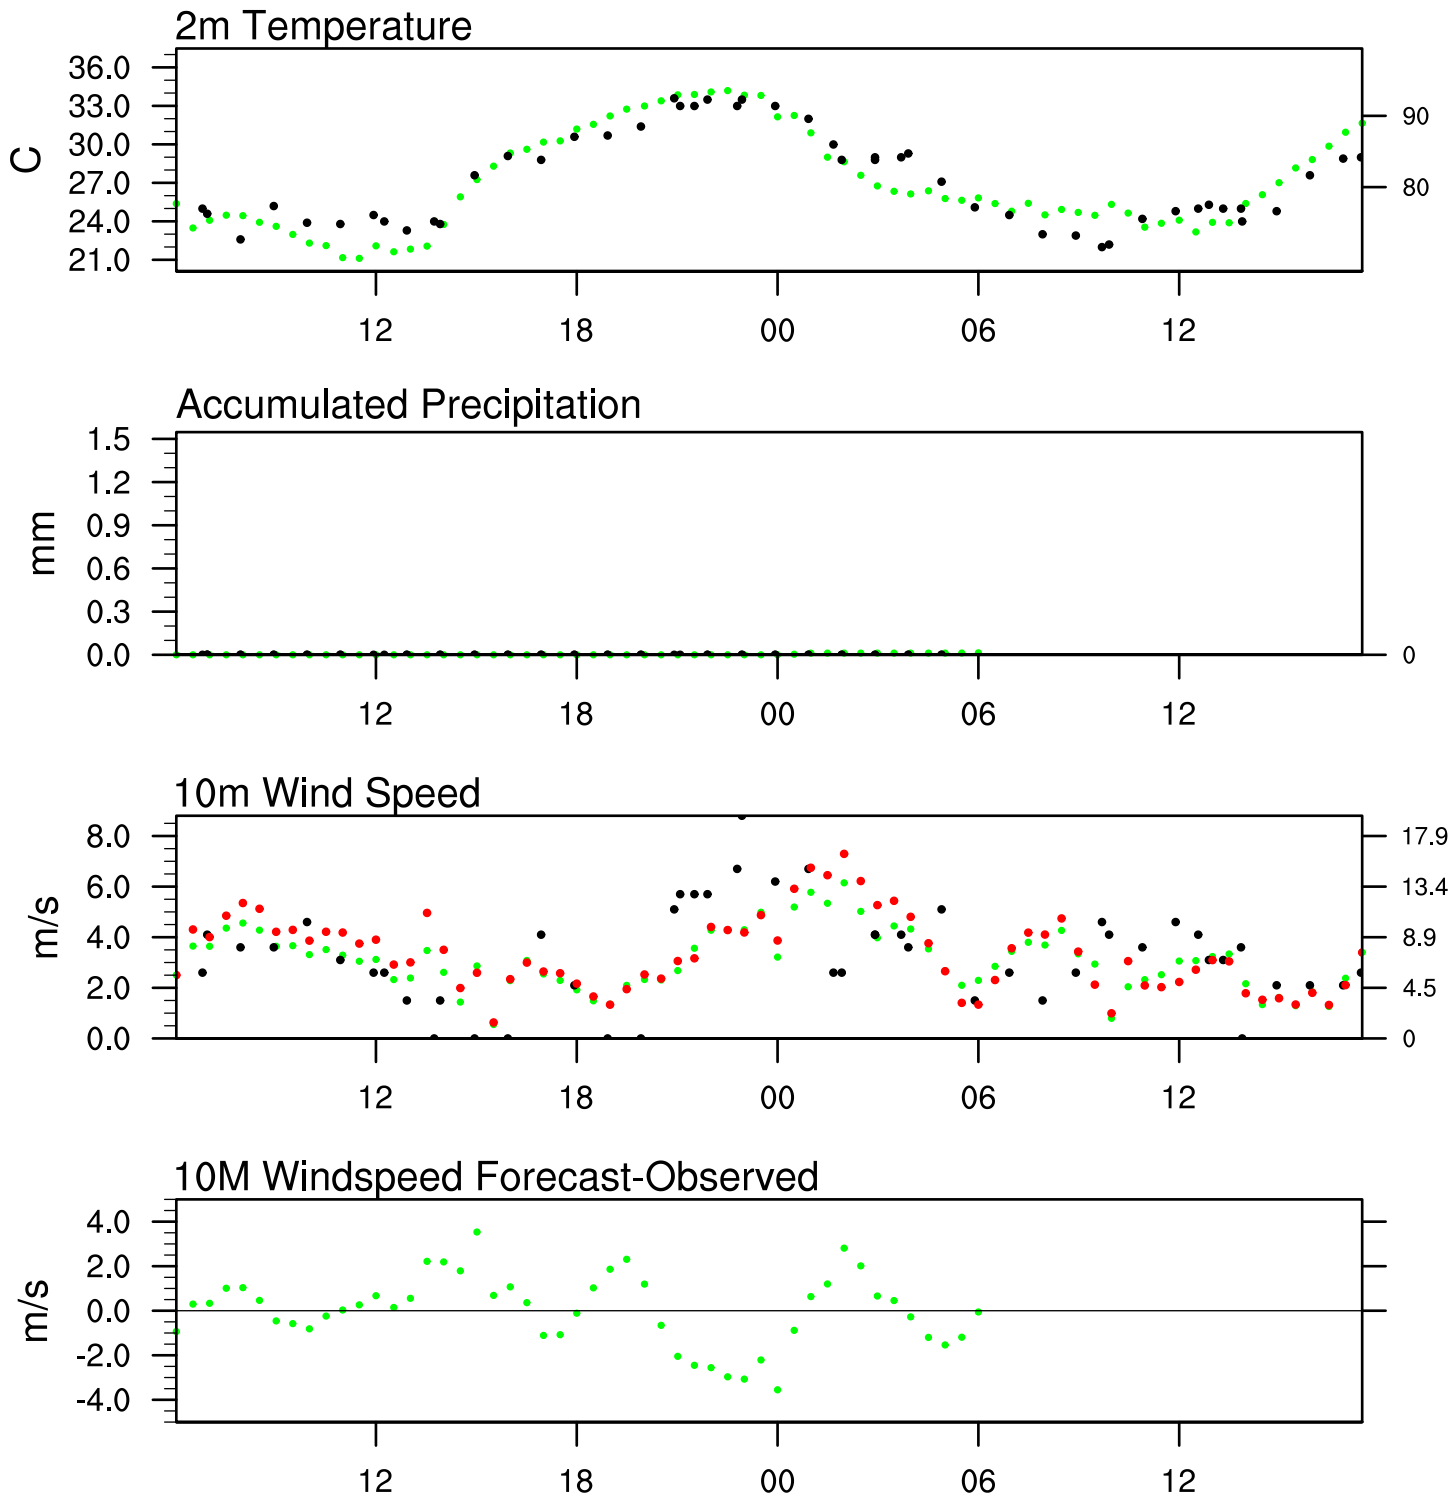 2m Temperature
36.0
33.0
30.0
27.0
24.0
21.0
C
90
80
12 18 00 06 12
Accumulated Precipitation
1.5
1.2
0.9
0.6
0.3
0.0
mm
0
12 18 00 06 12
10m Wind Speed
8.0
6.0
4.0
2.0
0.0
m/s
17.9
13.4
8.9
4.5
0
12 18 00 06 12
10M Windspeed Forecast-Observed
4.0
2.0
0.0
-2.0
-4.0
m/s
12 18 00 06 12